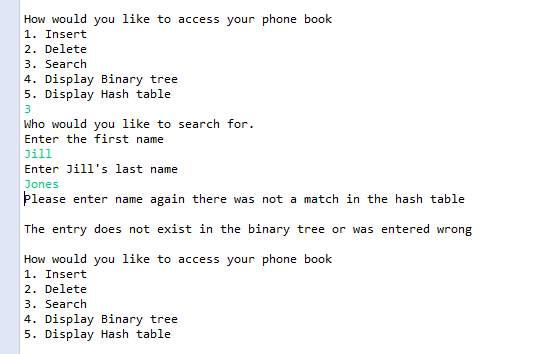 How would you like to access your phone book
1. Insert
2. Delete
3. Search
4. Display Binary tree
5. Display Hash table
3
Who would you like to search for.
Enter the first name
Jill
Enter Jill's last name
Jones
Please enter name again there was not a match in the hash table
The entry does not exist in the binary tree or was entered wrong
How would you like to access your phone book
1. Insert
2. Delete
3. Search
4. Display Binary tree
5. Display Hash table